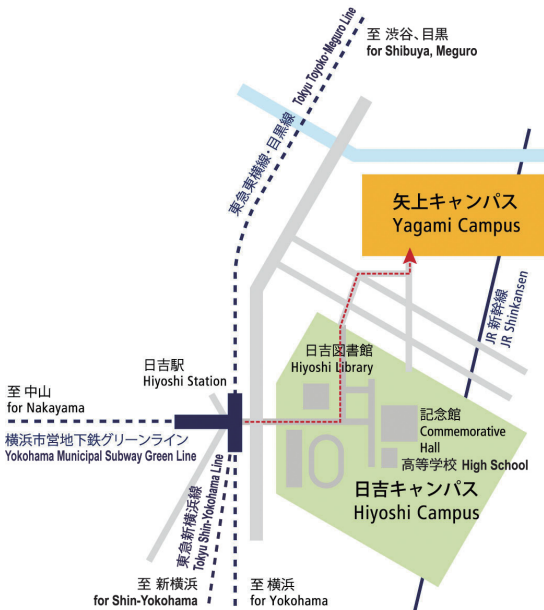 至 渋谷、目黒
for Shibuya, Meguro
東急東横線・目黒線 Tokyu Toyoko·Meguro Line
矢上キャンパス
Yagami Campus
JR 新幹線
JR Shinkansen
日吉図書館
Hiyoshi Library
日吉駅
Hiyoshi Station
至 中山
for Nakayama
横浜市営地下鉄グリーンライン
Yokohama Municipal Subway Green Line
記念館
Commemorative
Hall
高等学校 High School
日吉キャンパス
Hiyoshi Campus
東急新横浜線
Tokyu Shin-Yokohama Line
至 新横浜
for Shin-Yokohama
至 横浜
for Yokohama